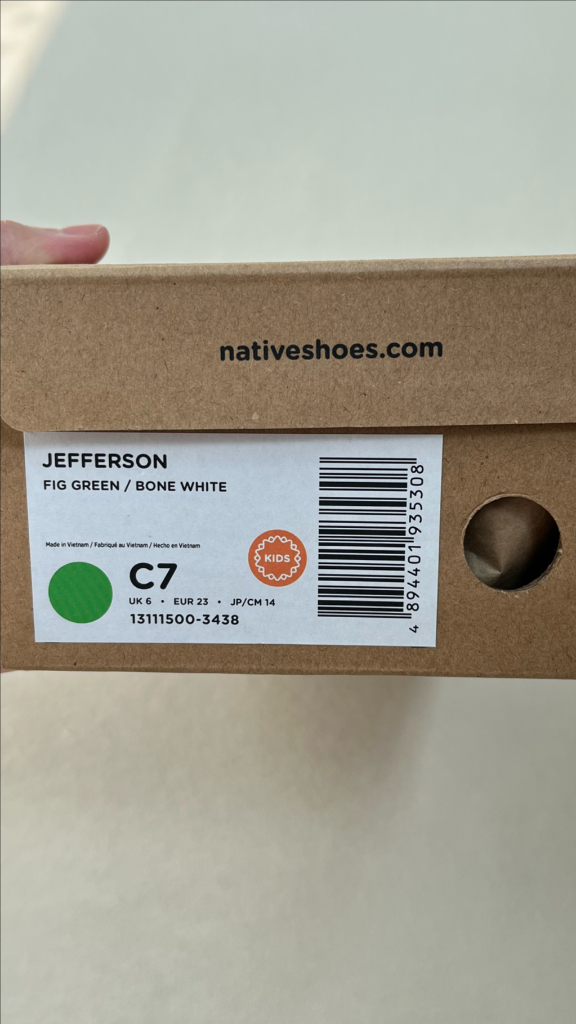 nativeshoes.com
JEFFERSON
FIG GREEN / BONE WHITE
Made in Vietnam / Fabriqué au Vietnam / Hecho en Vietnam
KIDS
C7
UK 6 • EUR 23 • JP/CM 14
13111500-3438
4 894401 935308